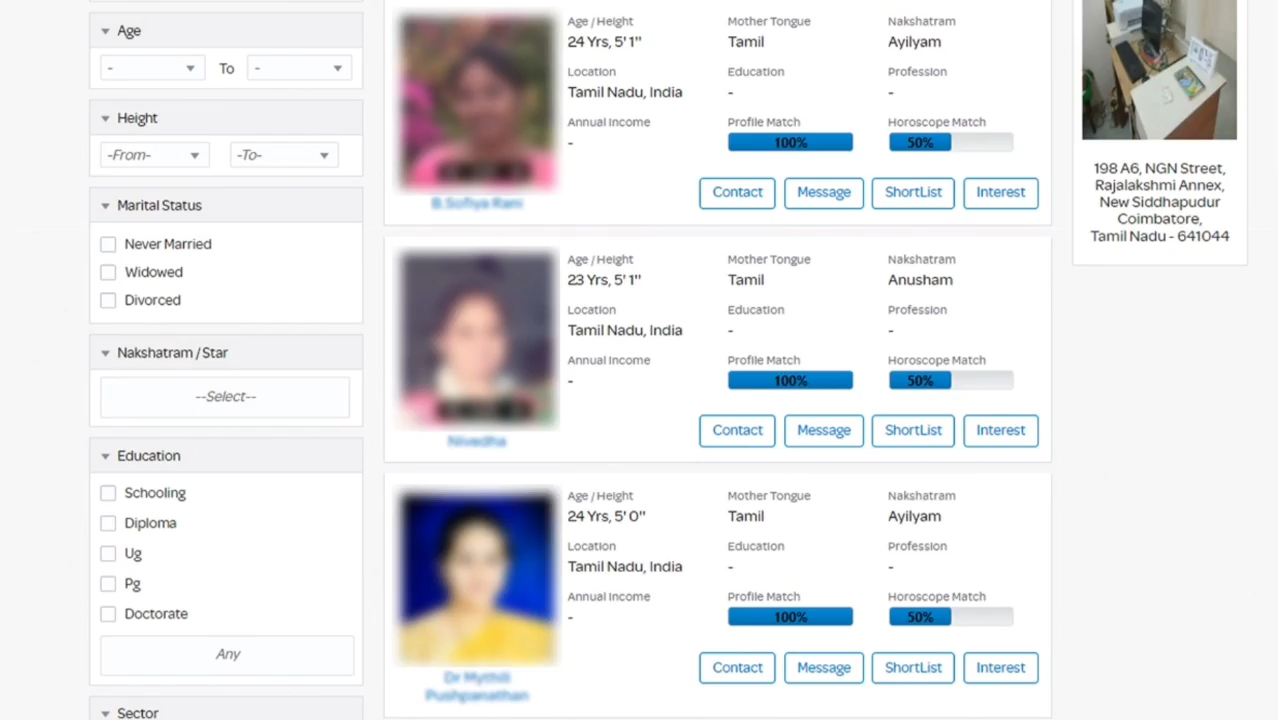 Age
-
To
-
Height
-From-
-To-
Marital Status
Never Married
Widowed
Divorced
Nakshatram / Star
--Select--
Education
Schooling
Diploma
Ug
Pg
Doctorate
Any
Sector
Age / Height
Mother Tongue
Nakshatram
24 Yrs, 5' 1"
Tamil
Ayilyam
Location
Education
Profession
Tamil Nadu, India
-
-
Annual Income
Profile Match
Horoscope Match
-
100%
50%
Contact
Message
ShortList
Interest
Age / Height
Mother Tongue
Nakshatram
23 Yrs, 5' 1"
Tamil
Anusham
Location
Education
Profession
Tamil Nadu, India
-
-
Annual Income
Profile Match
Horoscope Match
-
100%
50%
Nivedha
Contact
Message
ShortList
Interest
Age / Height
Mother Tongue
Nakshatram
24 Yrs, 5' 0"
Tamil
Ayilyam
Location
Education
Profession
Tamil Nadu, India
-
-
Annual Income
Profile Match
Horoscope Match
-
100%
50%
Contact
Message
ShortList
Interest
198 A6, NGN Street,
Rajalakshmi Annex,
New Siddhapudur
Coimbatore,
Tamil Nadu - 641044